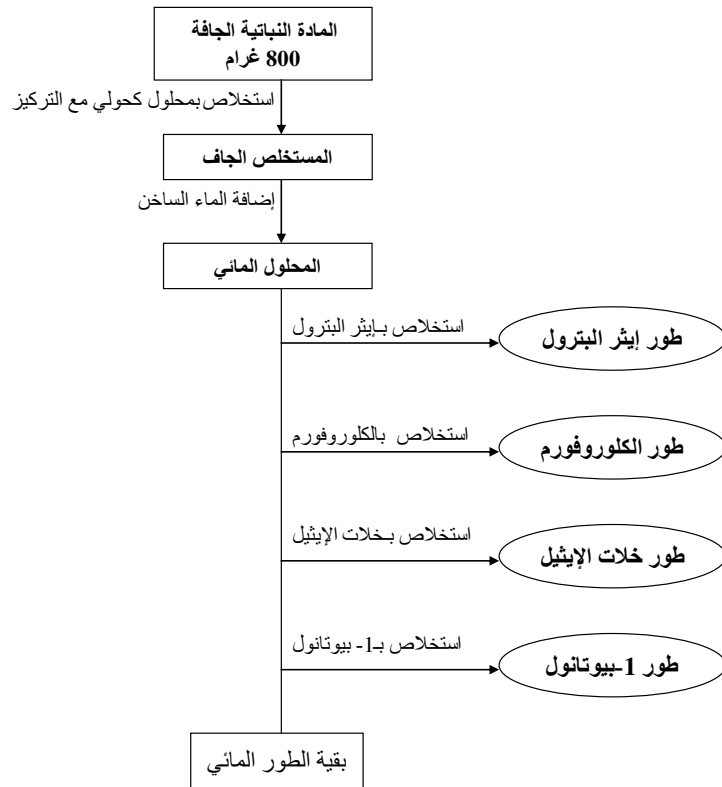 المادة النباتية الجافة
800 غرام
استخلاص بمحلول كحولي مع التركيز
المستخلص الجاف
إضافة الماء الساخن
المحلول المائي
استخلاص بـإيثر البترول
طور إيثر البترول
استخلاص بالكلوروفورم
طور الكلوروفورم
استخلاص بـخلات الإيثيل
طور خلات الإيثيل
استخلاص بـ1- بيوتانول
طور 1-بيوتانول
بقية الطور المائي